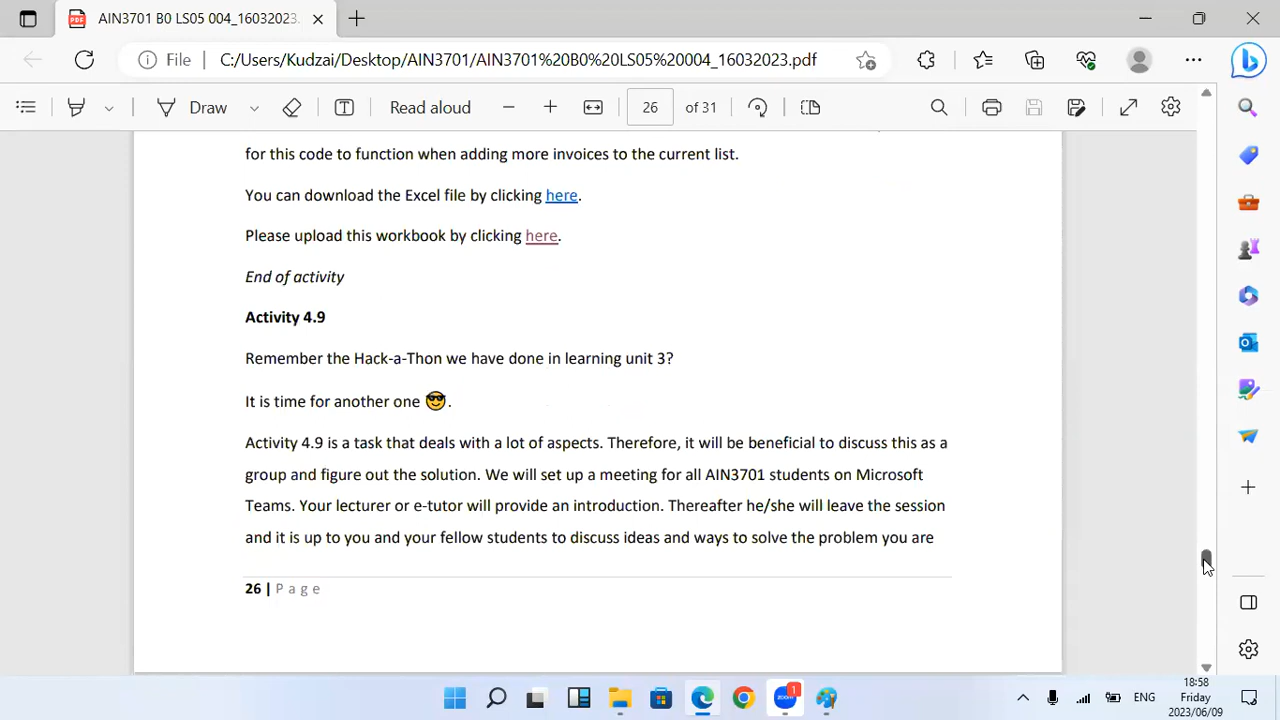 AIN3701 B0 LS05 004_16032023.
File C:/Users/Kudzai/Desktop/AIN3701/AIN3701%20B0%20LS05%20004_16032023.pdf
Draw Read aloud 26 of 31
for this code to function when adding more invoices to the current list.
You can download the Excel file by clicking here.
Please upload this workbook by clicking here.
End of activity
Activity 4.9
Remember the Hack-a-Thon we have done in learning unit 3?
It is time for another one 😎.
Activity 4.9 is a task that deals with a lot of aspects. Therefore, it will be beneficial to discuss this as a
group and figure out the solution. We will set up a meeting for all AIN3701 students on Microsoft
Teams. Your lecturer or e-tutor will provide an introduction. Thereafter he/she will leave the session
and it is up to you and your fellow students to discuss ideas and ways to solve the problem you are
26 | Page
zoom 1
ENG
18:58
Friday
2023/06/09